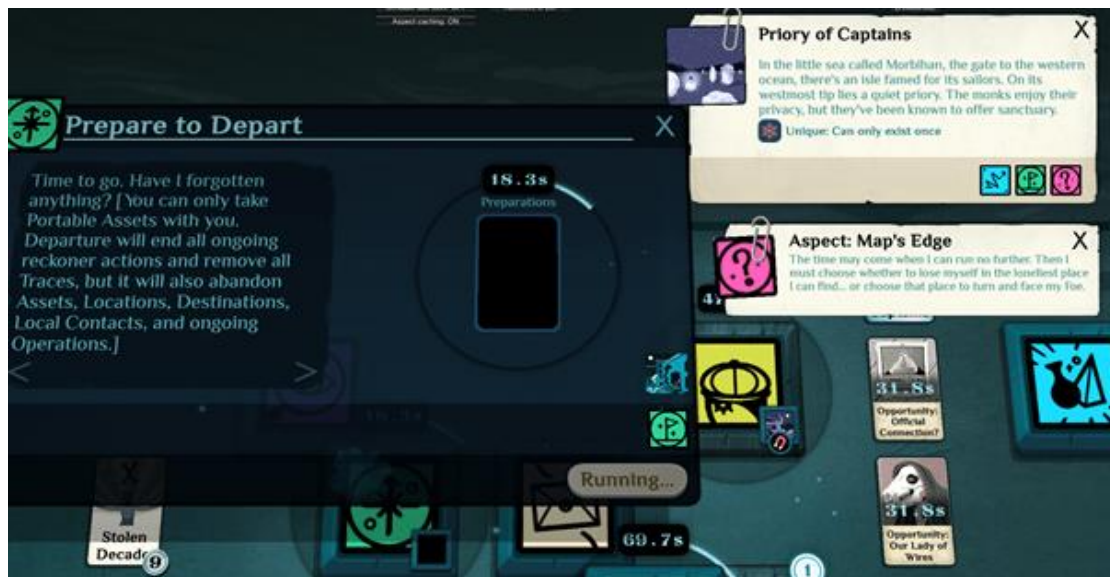 Aspect caching: ON
Priory of Captains
X
In the little sea called Morbihan, the gate to the western
ocean, there's an isle famed for its sailors. On its
westmost tip lies a quiet priory. The monks enjoy their
privacy, but they've been known to offer sanctuary.
Unique: Can only exist once
Prepare to Depart
X
Time to go. Have I forgotten
anything? [You can only take
Portable Assets with you.
Departure will end all ongoing
reckoner actions and remove all
Traces, but it will also abandon
Assets, Locations, Destinations,
Local Contacts, and ongoing
Operations.]
<
>
18.3s
Preparations
Running...
Aspect: Map's Edge
X
The time may come when I can run no further. Then I
must choose whether to lose myself in the loneliest place
I can find... or choose that place to turn and face my Foe.
31.8s
Opportunity:
Official
Connection?
31.8s
Opportunity:
Our Lady of
Wires
Stolen
Decade
9
69.7s
1